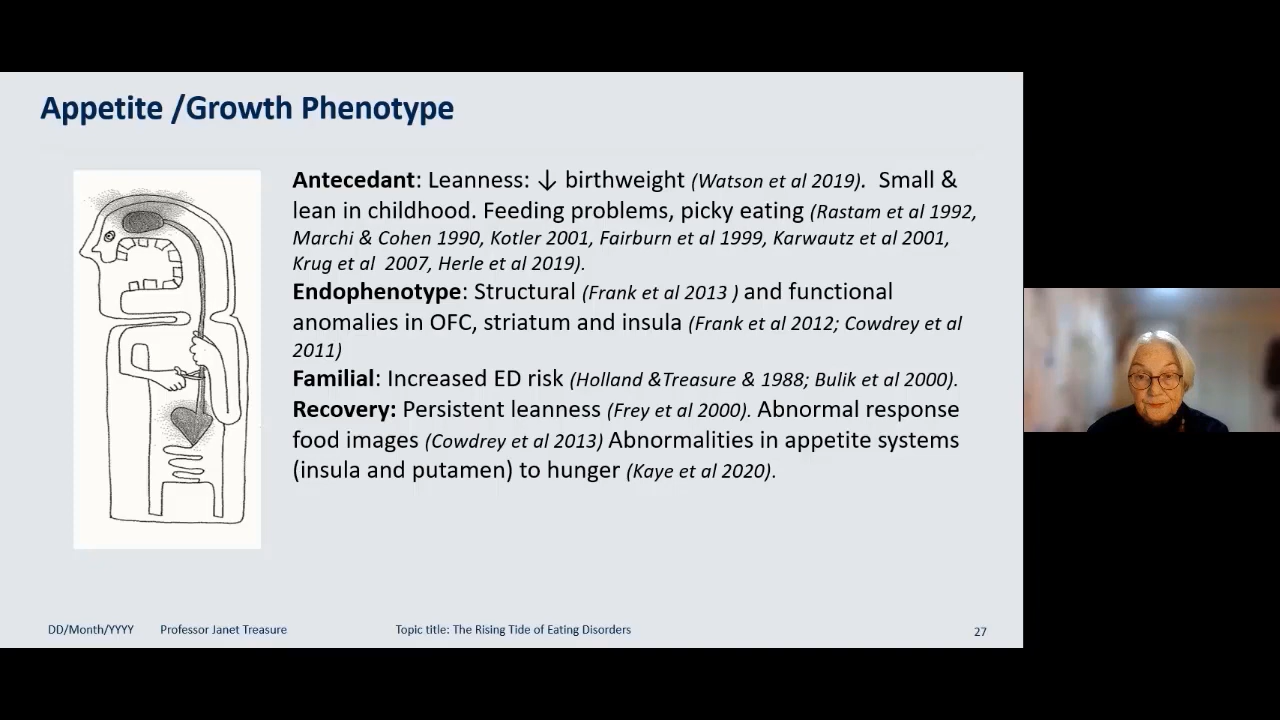 Appetite /Growth Phenotype
Antecedant: Leanness: ↓ birthweight (Watson et al 2019).  Small &
lean in childhood. Feeding problems, picky eating (Rastam et al 1992,
Marchi & Cohen 1990, Kotler 2001, Fairburn et al 1999, Karwautz et al 2001,
Krug et al  2007, Herle et al 2019).
Endophenotype: Structural (Frank et al 2013 ) and functional
anomalies in OFC, striatum and insula (Frank et al 2012; Cowdrey et al
2011)
Familial: Increased ED risk (Holland &Treasure & 1988; Bulik et al 2000).
Recovery: Persistent leanness (Frey et al 2000). Abnormal response
food images (Cowdrey et al 2013) Abnormalities in appetite systems
(insula and putamen) to hunger (Kaye et al 2020).
DD/Month/YYYY Professor Janet Treasure Topic title: The Rising Tide of Eating Disorders 27